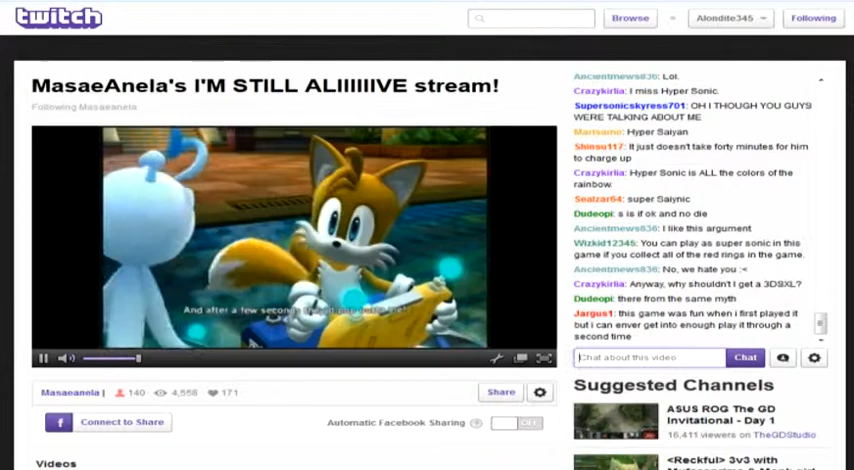 twitch
Browse
Alondite345
Following
MasaeAnela's I'M STILL ALIIIIIIVE stream!
Following Masaeanela
And after a few seconds
Masaeanela |
140
4,558
171
Share
Connect to Share
Automatic Facebook Sharing
OFF
Videos
Ancientmews836: Lol.
Crazykirlia: I miss Hyper Sonic.
Supersonicskyress701: OH I THOUGH YOU GUYS
WERE TALKING ABOUT ME
Marisame: Hyper Saiyan
Shinsu117: It just doesn't take forty minutes for him
to charge up
Crazykirlia: Hyper Sonic is ALL the colors of the
rainbow.
Sealzar64: super Saiynic
Dudeopi: s is if ok and no die
Ancientmews836: I like this argument
Wizkid12345: You can play as super sonic in this
game if you collect all of the red rings in the game.
Ancientmews836: No, we hate you :<
Crazykirlia: Anyway, why shouldn't I get a 3DSXL?
Dudeopi: there from the same myth
Jargus1: this game was fun when i first played it
but i can enver get into enough play it through a
second time
Chat about this video
Chat
Suggested Channels
ASUS ROG The GD
Invitational - Day 1
16,411 viewers on TheGDStudio
<Reckful> 3v3 with